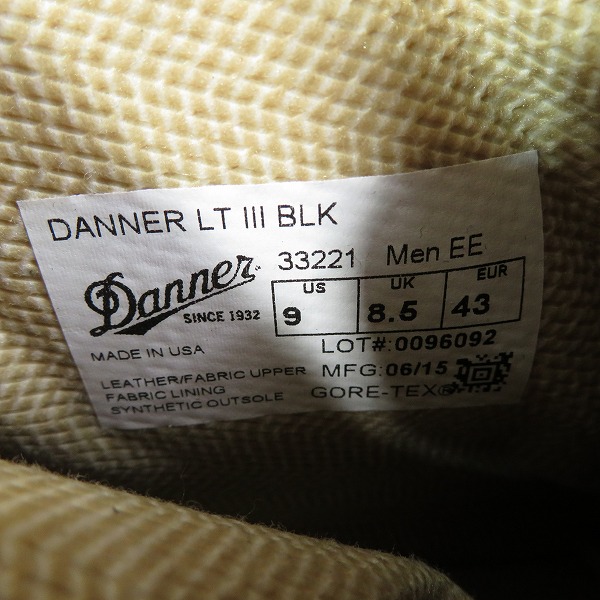 DANNER LT III BLK
33221 Men EE
Danner
SINCE 1932
US UK EUR
9 8.5 43
MADE IN USA
LOT#:0096092
LEATHER/FABRIC UPPER
FABRIC LINING
SYNTHETIC OUTSOLE
MFG:06/15
GORE-TEX®